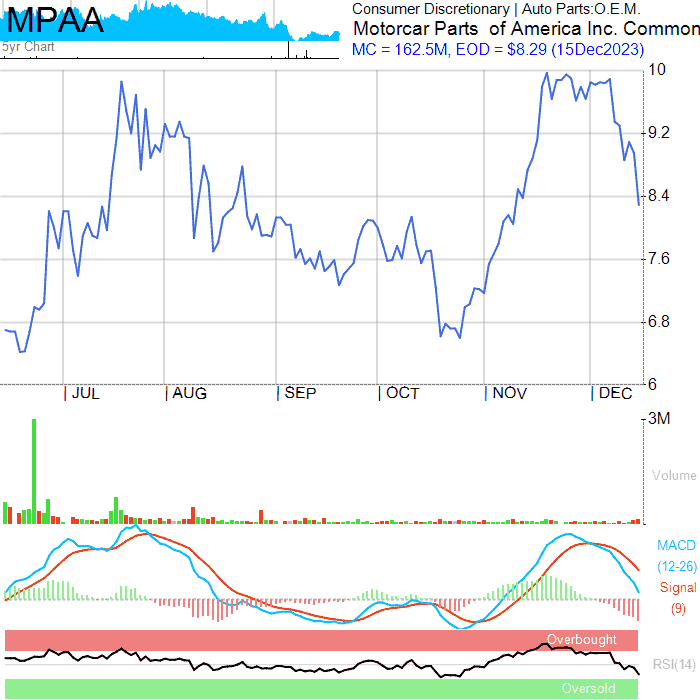 MPAA
5yr Chart
Consumer Discretionary | Auto Parts:O.E.M.
Motorcar Parts of America Inc. Common
MC = 162.5M, EOD = $8.29 (15Dec2023)
10
9.2
8.4
7.6
6.8
6
| JUL | AUG | SEP | OCT | NOV | DEC
3M
Volume
MACD
(12-26)
Signal
(9)
Overbought
RSI(14)
Oversold